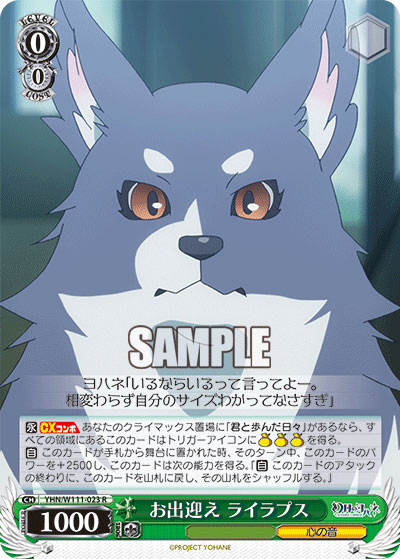 LEVEL
0
0
COST
SAMPLE
ヨハネ「いるならいるって言ってよー。
相変わらず自分のサイズわかってなさすぎ」
永 CXコンボ あなたのクライマックス置場に「君と歩んだ日々」があるなら、す
べての領域にあるこのカードはトリガーアイコンに を得る。
自 このカードが手札から舞台に置かれた時、そのターン中、このカードのパ
ワーを＋2500し、このカードは次の能力を得る。『自 このカードのアタック
の終わりに、このカードを山札に戻し、その山札をシャッフルする。』
CH YHN/W111-023 R
1000
お出迎え ライラプス
心の音
©PROJECT YOHANE